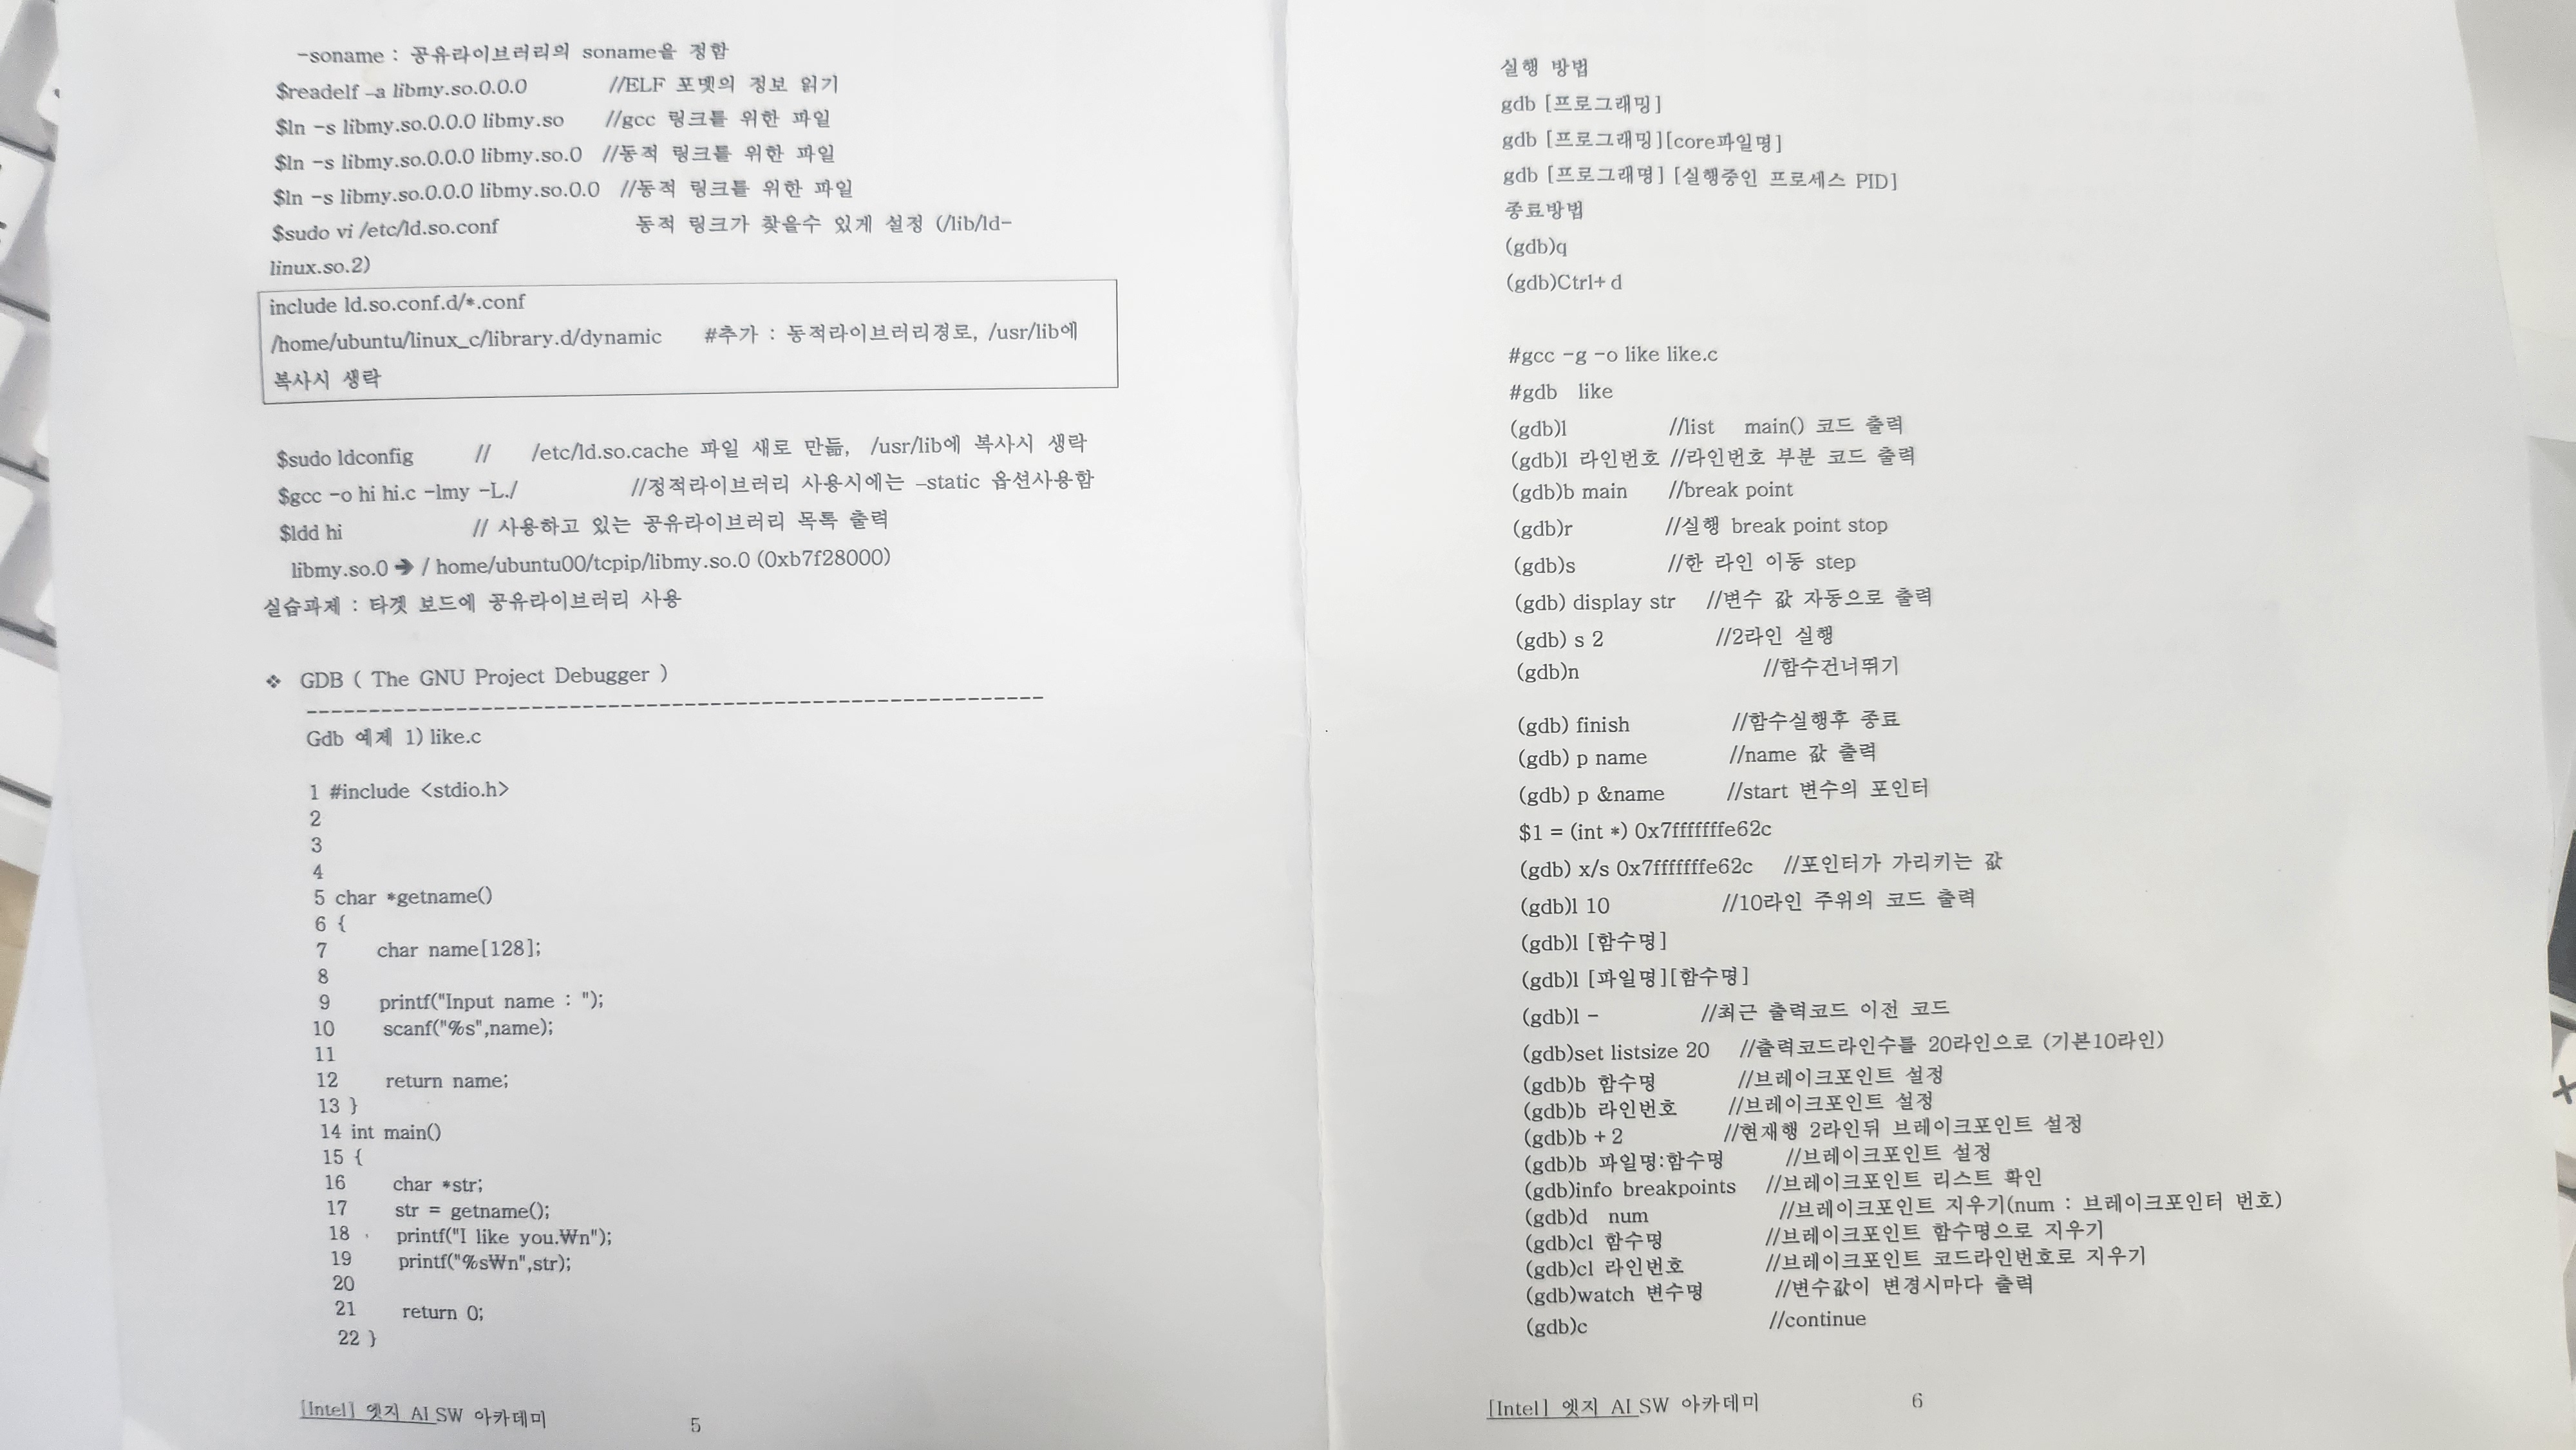 -soname : 공유라이브러리의 soname을 정함
$readelf –a libmy.so.0.0.0 //ELF 포멧의 정보 읽기
$ln -s libmy.so.0.0.0 libmy.so //gcc 링크를 위한 파일
$ln -s libmy.so.0.0.0 libmy.so.0 //동적 링크를 위한 파일
$ln -s libmy.so.0.0.0 libmy.so.0.0 //동적 링크를 위한 파일
$sudo vi /etc/ld.so.conf 동적 링크가 찾을수 있게 설정 (/lib/ld-
linux.so.2)
include ld.so.conf.d/*.conf
/home/ubuntu/linux_c/library.d/dynamic #추가 : 동적라이브러리경로, /usr/lib에
복사시 생략
$sudo ldconfig // /etc/ld.so.cache 파일 새로 만듦, /usr/lib에 복사시 생략
$gcc -o hi hi.c -lmy -L./ //정적라이브러리 사용시에는 –static 옵션사용함
$ldd hi // 사용하고 있는 공유라이브러리 목록 출력
libmy.so.0 ➔ / home/ubuntu00/tcpip/libmy.so.0 (0xb7f28000)
실습과제 : 타겟 보드에 공유라이브러리 사용
❖ GDB ( The GNU Project Debugger )
-----------------------------------------------------------
Gdb 예제 1) like.c
1 #include <stdio.h>
2
3
4
5 char *getname()
6 {
7 char name[128];
8
9 printf("Input name : ");
10 scanf("%s",name);
11
12 return name;
13 }
14 int main()
15 {
16 char *str;
17 str = getname();
18 printf("I like you.₩n");
19 printf("%s₩n",str);
20
21 return 0;
22 }
[Intel] 엣지 AI SW 아카데미 5
실행 방법
gdb [프로그래밍]
gdb [프로그래밍][core파일명]
gdb [프로그래명] [실행중인 프로세스 PID]
종료방법
(gdb)q
(gdb)Ctrl+ d
#gcc -g -o like like.c
#gdb like
(gdb)l //list main() 코드 출력
(gdb)l 라인번호 //라인번호 부분 코드 출력
(gdb)b main //break point
(gdb)r //실행 break point stop
(gdb)s //한 라인 이동 step
(gdb) display str //변수 값 자동으로 출력
(gdb) s 2 //2라인 실행
(gdb)n //함수건너뛰기
(gdb) finish //함수실행후 종료
(gdb) p name //name 값 출력
(gdb) p &name //start 변수의 포인터
$1 = (int *) 0x7fffffffe62c
(gdb) x/s 0x7fffffffe62c //포인터가 가리키는 값
(gdb)l 10 //10라인 주위의 코드 출력
(gdb)l [함수명]
(gdb)l [파일명][함수명]
(gdb)l - //최근 출력코드 이전 코드
(gdb)set listsize 20 //출력코드라인수를 20라인으로 (기본10라인)
(gdb)b 함수명 //브레이크포인트 설정
(gdb)b 라인번호 //브레이크포인트 설정
(gdb)b + 2 //현재행 2라인뒤 브레이크포인트 설정
(gdb)b 파일명:함수명 //브레이크포인트 설정
(gdb)info breakpoints //브레이크포인트 리스트 확인
(gdb)d num //브레이크포인트 지우기(num : 브레이크포인터 번호)
(gdb)cl 함수명 //브레이크포인트 함수명으로 지우기
(gdb)cl 라인번호 //브레이크포인트 코드라인번호로 지우기
(gdb)watch 변수명 //변수값이 변경시마다 출력
(gdb)c //continue
[Intel] 엣지 AI SW 아카데미 6